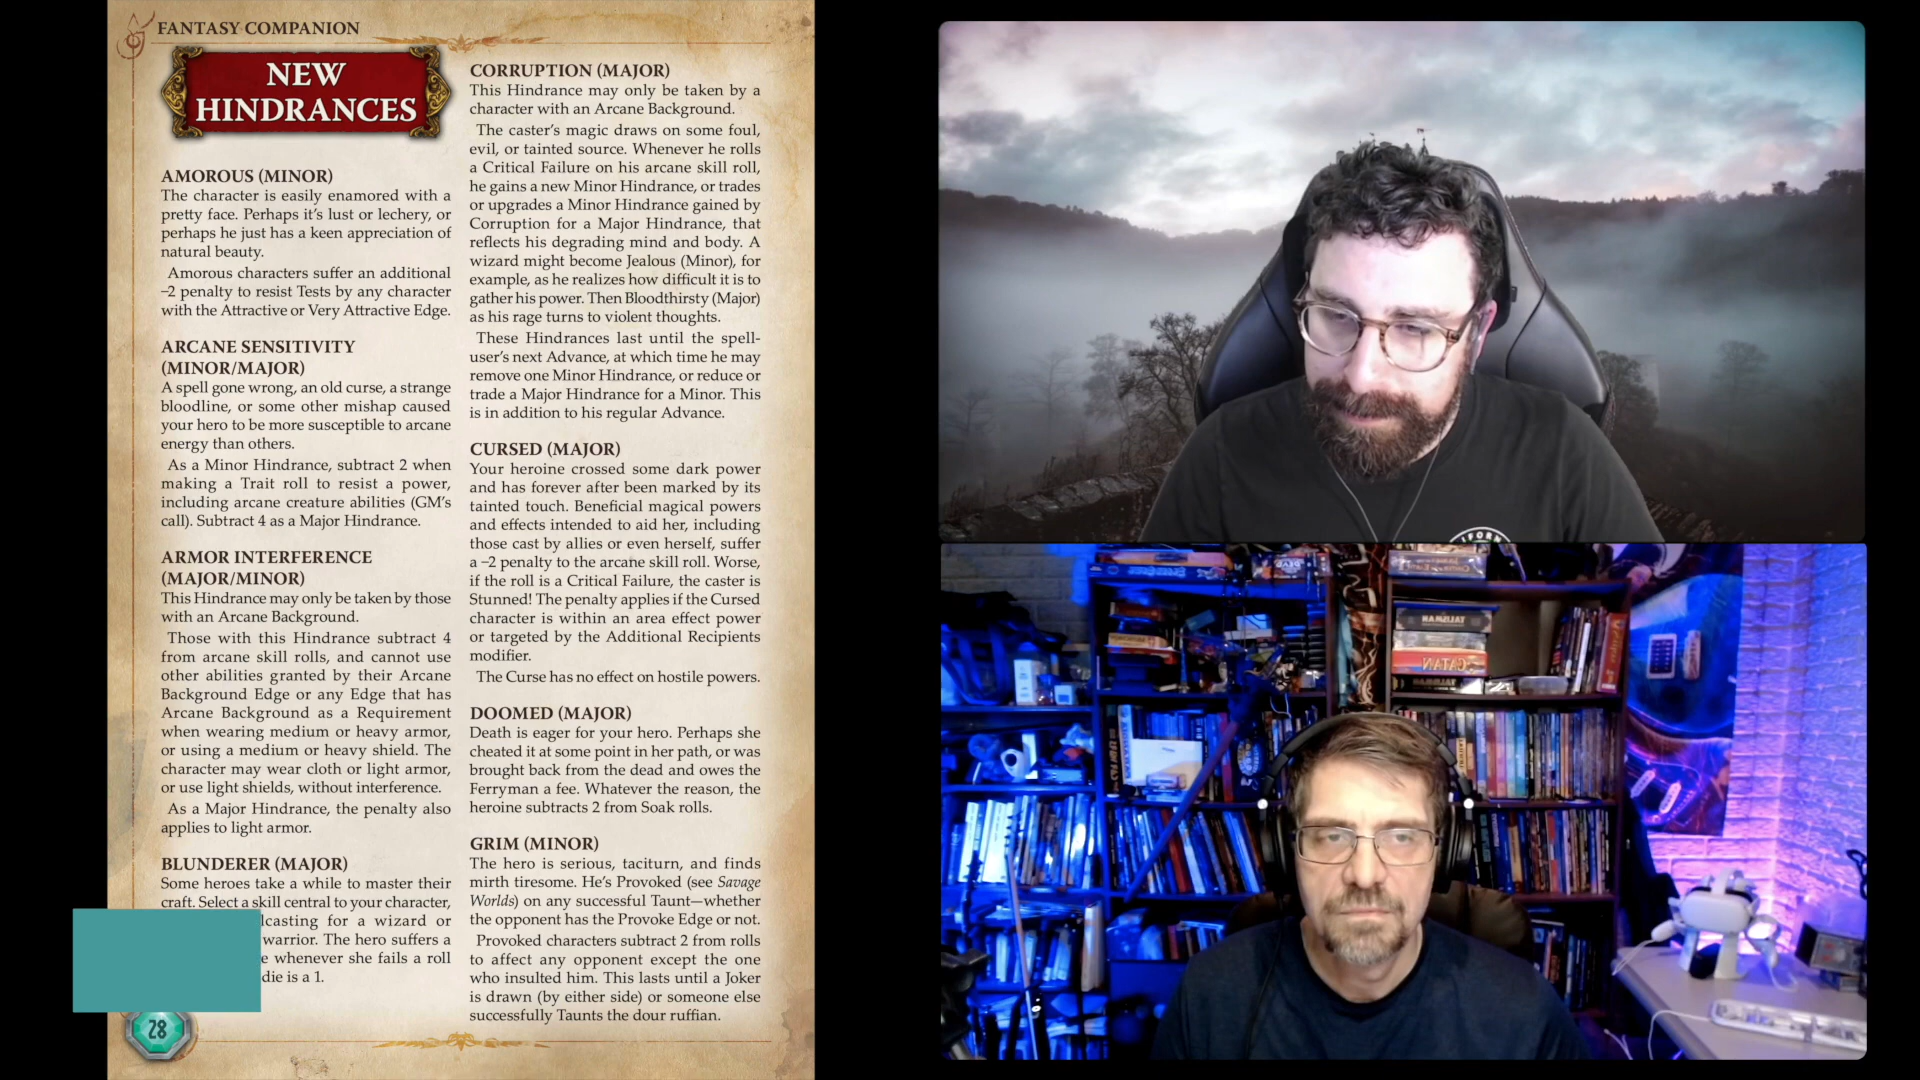 FANTASY COMPANION
NEW
HINDRANCES
AMOROUS (MINOR)
The character is easily enamored with a
pretty face. Perhaps it's lust or lechery, or
perhaps he just has a keen appreciation of
natural beauty.
Amorous characters suffer an additional
–2 penalty to resist Tests by any character
with the Attractive or Very Attractive Edge.
ARCANE SENSITIVITY
(MINOR/MAJOR)
A spell gone wrong, an old curse, a strange
bloodline, or some other mishap caused
your hero to be more susceptible to arcane
energy than others.
As a Minor Hindrance, subtract 2 when
making a Trait roll to resist a power,
including arcane creature abilities (GM's
call). Subtract 4 as a Major Hindrance.
ARMOR INTERFERENCE
(MAJOR/MINOR)
This Hindrance may only be taken by those
with an Arcane Background.
Those with this Hindrance subtract 4
from arcane skill rolls, and cannot use
other abilities granted by their Arcane
Background Edge or any Edge that has
Arcane Background as a Requirement
when wearing medium or heavy armor,
or using a medium or heavy shield. The
character may wear cloth or light armor,
or use light shields, without interference.
As a Major Hindrance, the penalty also
applies to light armor.
BLUNDERER (MAJOR)
Some heroes take a while to master their
craft. Select a skill central to your character,
lcasting for a wizard or
warrior. The hero suffers a
e whenever she fails a roll
die is a 1.
28
CORRUPTION (MAJOR)
This Hindrance may only be taken by a
character with an Arcane Background.
The caster's magic draws on some foul,
evil, or tainted source. Whenever he rolls
a Critical Failure on his arcane skill roll,
he gains a new Minor Hindrance, or trades
or upgrades a Minor Hindrance gained by
Corruption for a Major Hindrance, that
reflects his degrading mind and body. A
wizard might become Jealous (Minor), for
example, as he realizes how difficult it is to
gather his power. Then Bloodthirsty (Major)
as his rage turns to violent thoughts.
These Hindrances last until the spell-
user's next Advance, at which time he may
remove one Minor Hindrance, or reduce or
trade a Major Hindrance for a Minor. This
is in addition to his regular Advance.
CURSED (MAJOR)
Your heroine crossed some dark power
and has forever after been marked by its
tainted touch. Beneficial magical powers
and effects intended to aid her, including
those cast by allies or even herself, suffer
a –2 penalty to the arcane skill roll. Worse,
if the roll is a Critical Failure, the caster is
Stunned! The penalty applies if the Cursed
character is within an area effect power
or targeted by the Additional Recipients
modifier.
The Curse has no effect on hostile powers.
DOOMED (MAJOR)
Death is eager for your hero. Perhaps she
cheated it at some point in her path, or was
brought back from the dead and owes the
Ferryman a fee. Whatever the reason, the
heroine subtracts 2 from Soak rolls.
GRIM (MINOR)
The hero is serious, taciturn, and finds
mirth tiresome. He's Provoked (see Savage
Worlds) on any successful Taunt—whether
the opponent has the Provoke Edge or not.
Provoked characters subtract 2 from rolls
to affect any opponent except the one
who insulted him. This lasts until a Joker
is drawn (by either side) or someone else
successfully Taunts the dour ruffian.
IFORN
TALISMAN
CATAN